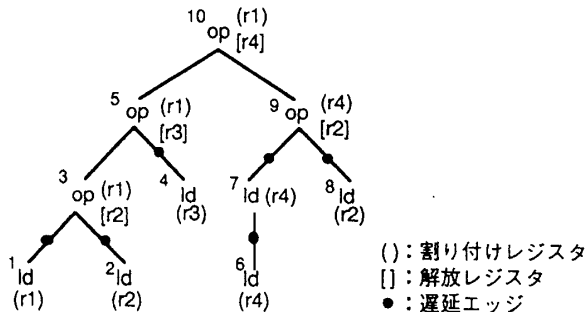 10 op (r1)
[r4]
5 op (r1)
[r3]
9 op (r4)
[r2]
3 op (r1)
[r2]
4 ld
(r3)
7 ld (r4)
8 ld
(r2)
1 ld
(r1)
2 ld
(r2)
6 ld
(r4)
():割り付けレジスタ
[]:解放レジスタ
●:遅延エッジ